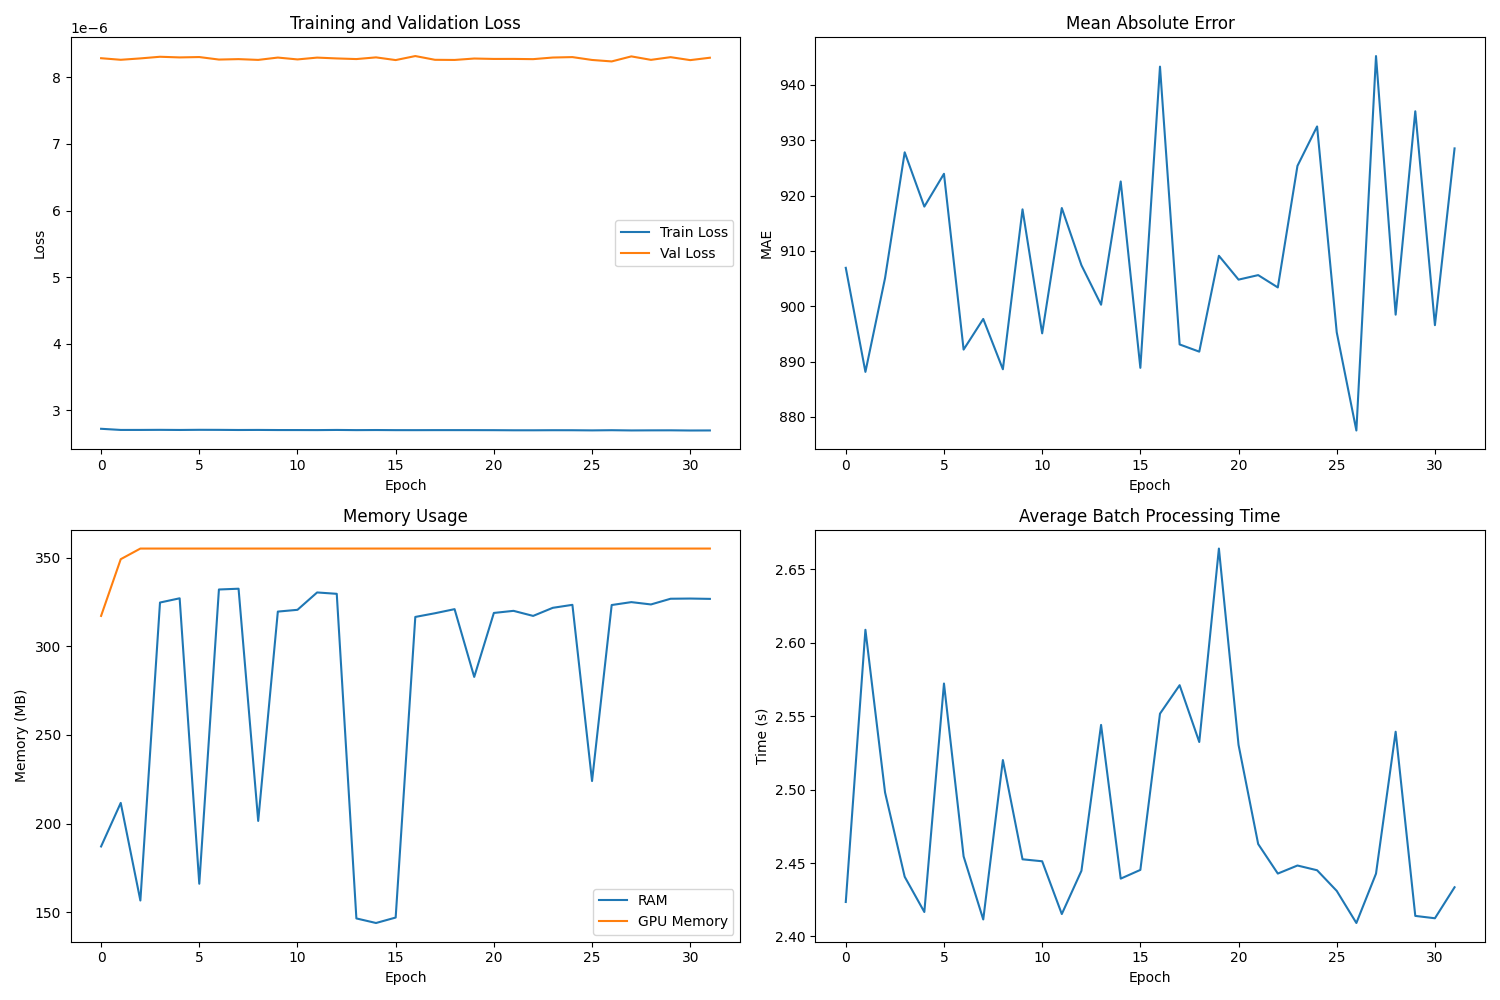 Training and Validation Loss
1e−6
8
7
6
5
4
3
Loss
Train Loss
Val Loss
0 5 10 15 20 25 30
Epoch
Mean Absolute Error
940
930
920
910
900
890
880
MAE
0 5 10 15 20 25 30
Epoch
Memory Usage
350
300
250
200
150
Memory (MB)
RAM
GPU Memory
0 5 10 15 20 25 30
Epoch
Average Batch Processing Time
2.65
2.60
2.55
2.50
2.45
2.40
Time (s)
0 5 10 15 20 25 30
Epoch